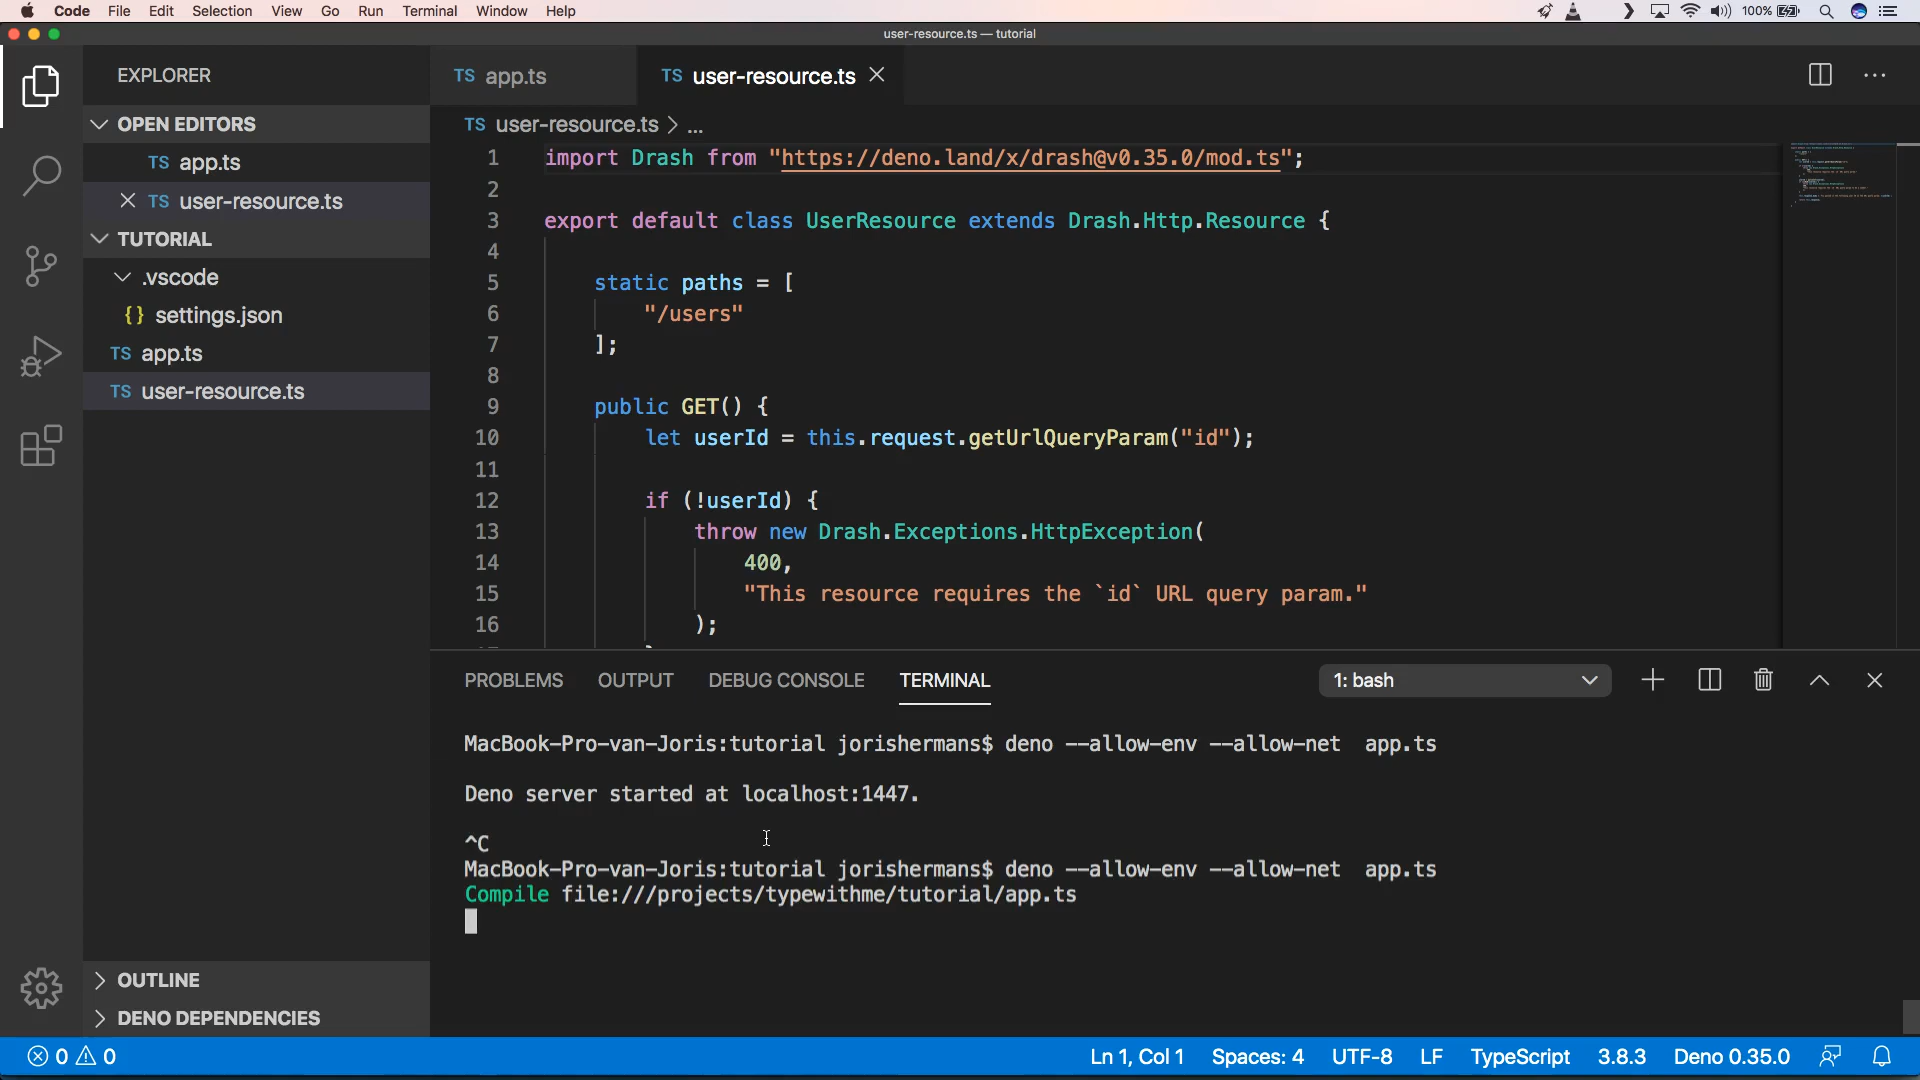 Code File Edit Selection View Go Run Terminal Window Help 100%
user-resource.ts — tutorial
EXPLORER
OPEN EDITORS
TS app.ts
TS user-resource.ts
TUTORIAL
.vscode
{} settings.json
TS app.ts
TS user-resource.ts
OUTLINE
DENO DEPENDENCIES
TS app.ts
TS user-resource.ts
TS user-resource.ts > ...
1 import Drash from "https://deno.land/x/drash@v0.35.0/mod.ts";
2
3 export default class UserResource extends Drash.Http.Resource {
4
5 static paths = [
6 "/users"
7 ];
8
9 public GET() {
10 let userId = this.request.getUrlQueryParam("id");
11
12 if (!userId) {
13 throw new Drash.Exceptions.HttpException(
14 400,
15 "This resource requires the `id` URL query param."
16 );
PROBLEMS OUTPUT DEBUG CONSOLE TERMINAL 1: bash
MacBook-Pro-van-Joris:tutorial jorishermans$ deno --allow-env --allow-net  app.ts
Deno server started at localhost:1447.
^C
MacBook-Pro-van-Joris:tutorial jorishermans$ deno --allow-env --allow-net  app.ts
Compile file:///projects/typewithme/tutorial/app.ts
0 0 Ln 1, Col 1 Spaces: 4 UTF-8 LF TypeScript 3.8.3 Deno 0.35.0